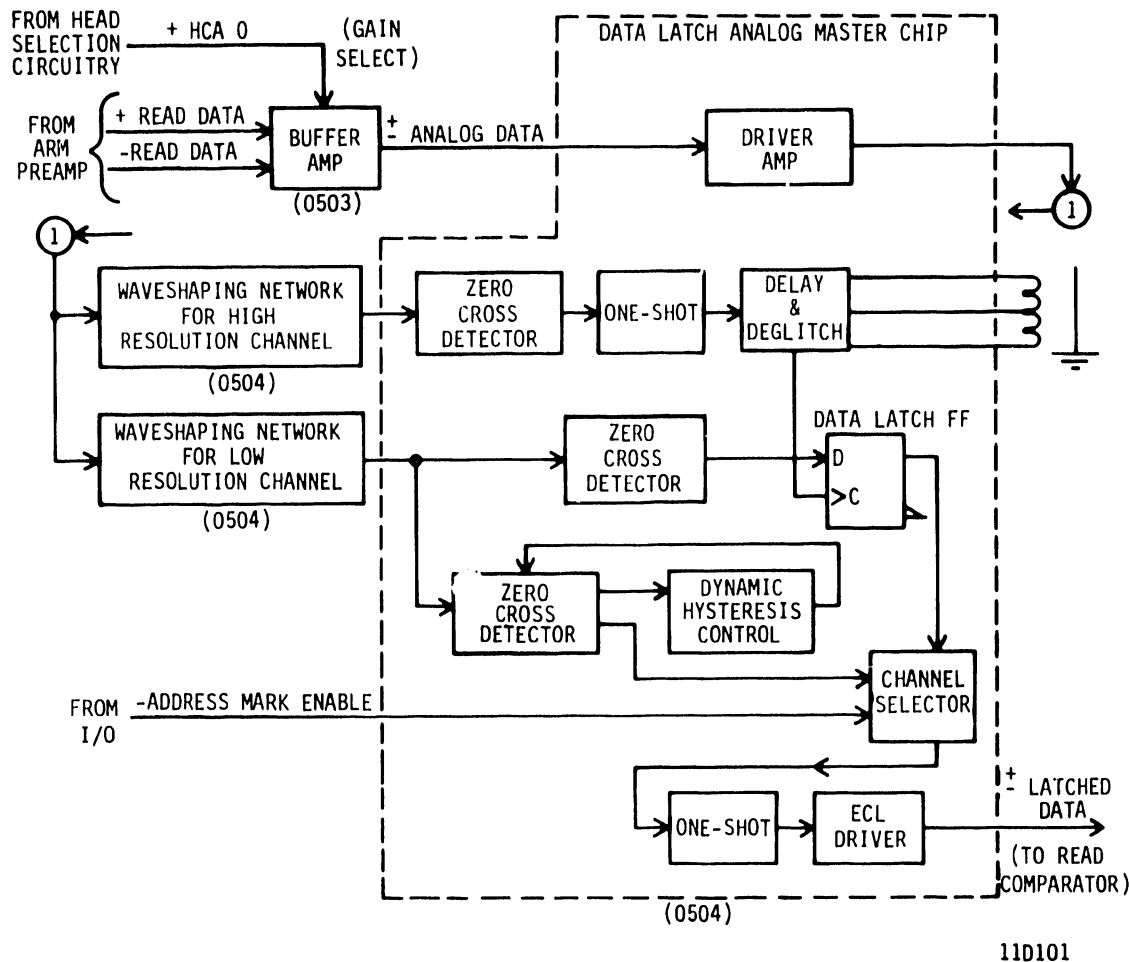 FROM HEAD
SELECTION
CIRCUITRY
+ HCA 0
(GAIN
SELECT)
DATA LATCH ANALOG MASTER CHIP
FROM
ARM
PREAMP
+ READ DATA
-READ DATA
BUFFER
AMP
(0503)
+
- ANALOG DATA
DRIVER
AMP
1
1
WAVESHAPING NETWORK
FOR HIGH
RESOLUTION CHANNEL
(0504)
ZERO
CROSS
DETECTOR
ONE-SHOT
DELAY
&
DEGLITCH
WAVESHAPING NETWORK
FOR LOW
RESOLUTION CHANNEL
(0504)
ZERO
CROSS
DETECTOR
DATA LATCH FF
D
>C
ZERO
CROSS
DETECTOR
DYNAMIC
HYSTERESIS
CONTROL
CHANNEL
SELECTOR
FROM
I/O
-ADDRESS MARK ENABLE
ONE-SHOT
ECL
DRIVER
+
- LATCHED
DATA
(TO READ
COMPARATOR)
(0504)
11D101